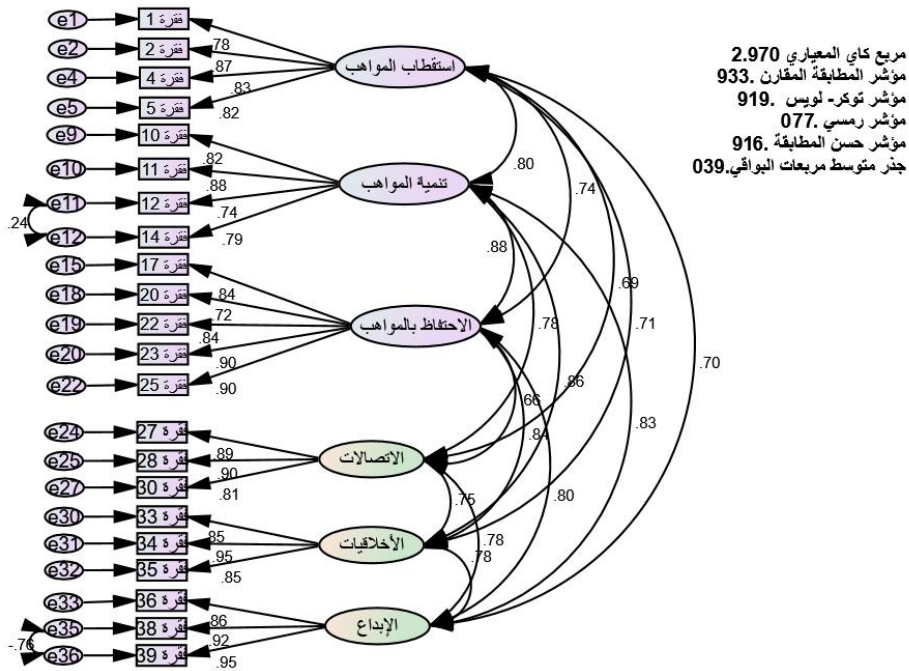 e1 فقرة 1
e2 فقرة 2
e4 فقرة 4
e5 فقرة 5
.78
.87
.83
.82
استقطاب المواهب
e9 فقرة 10
e10 فقرة 11
e11 فقرة 12
e12 فقرة 14
.24
.82
.88
.74
.79
تنمية المواهب
e15 فقرة 17
e18 فقرة 20
e19 فقرة 22
e20 فقرة 23
e22 فقرة 25
.84
.72
.84
.90
.90
الاحتفاظ بالمواهب
e24 فقرة 27
e25 فقرة 28
e27 فقرة 30
.89
.90
.81
الاتصالات
e30 فقرة 33
e31 فقرة 34
e32 فقرة 35
.85
.95
.85
الأخلاقيات
e33 فقرة 36
e35 فقرة 38
e36 فقرة 39
-.76
.86
.92
.95
الإبداع
.80
.74
.88
.69
.78
.71
.70
.86
.66
.84
.83
.80
.75
.78
.78
مربع كاي المعياري 2.970
مؤشر المطابقة المقارن .933
مؤشر توكر- لويس .919
مؤشر رمسي .077
مؤشر حسن المطابقة .916
جذر متوسط مربعات البواقي.039